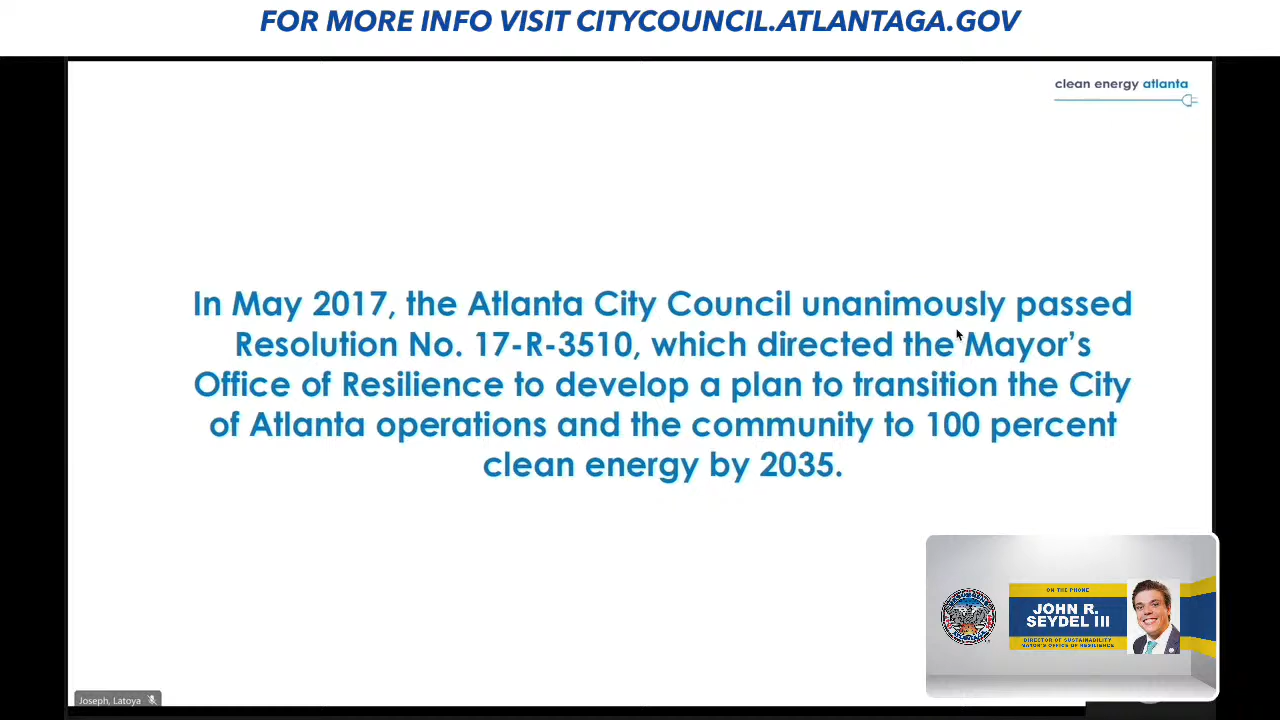 FOR MORE INFO VISIT CITYCOUNCIL.ATLANTAGA.GOV
clean energy atlanta
In May 2017, the Atlanta City Council unanimously passed
Resolution No. 17-R-3510, which directed the Mayor's
Office of Resilience to develop a plan to transition the City
of Atlanta operations and the community to 100 percent
clean energy by 2035.
ON THE PHONE
JOHN R.
SEYDEL III
DIRECTOR OF SUSTAINABILITY
MAYOR'S OFFICE OF RESILIENCE
Joseph, Latoya